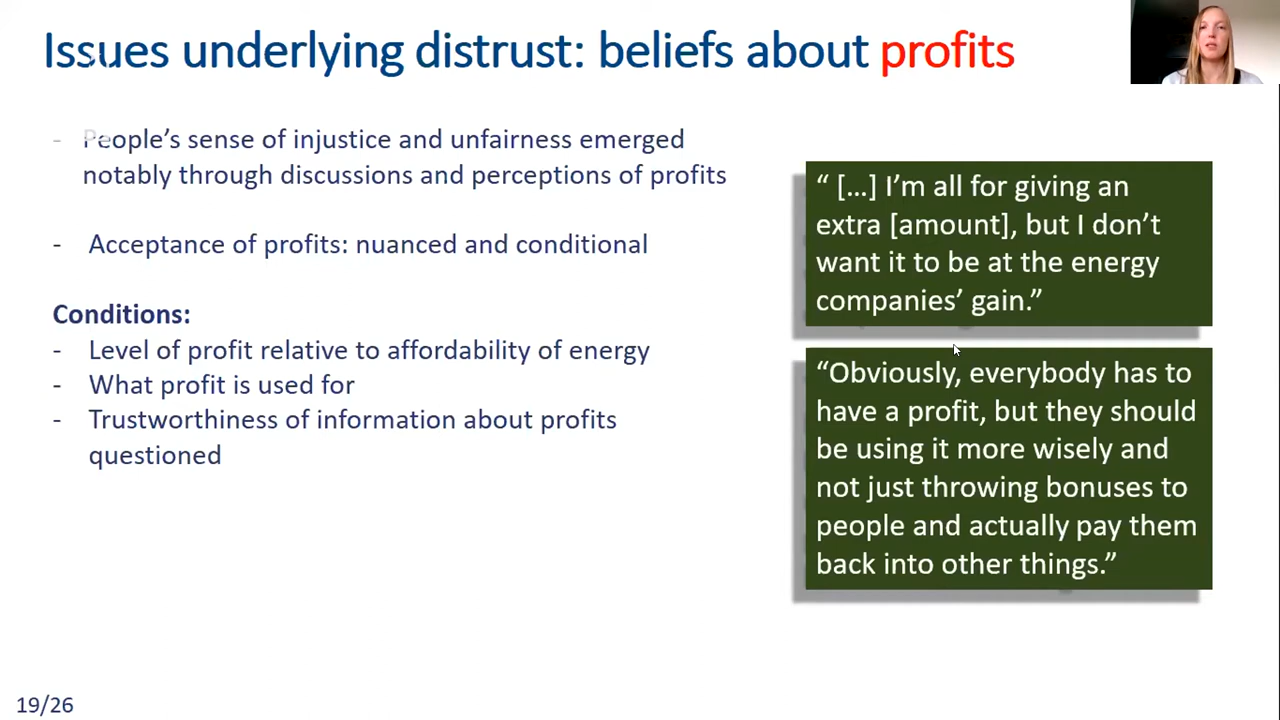 Issues underlying distrust: beliefs about profits
- People’s sense of injustice and unfairness emerged
notably through discussions and perceptions of profits
- Acceptance of profits: nuanced and conditional
Conditions:
- Level of profit relative to affordability of energy
- What profit is used for
- Trustworthiness of information about profits
questioned
“ [...] I’m all for giving an
extra [amount], but I don’t
want it to be at the energy
companies’ gain.”
“Obviously, everybody has to
have a profit, but they should
be using it more wisely and
not just throwing bonuses to
people and actually pay them
back into other things.”
19/26